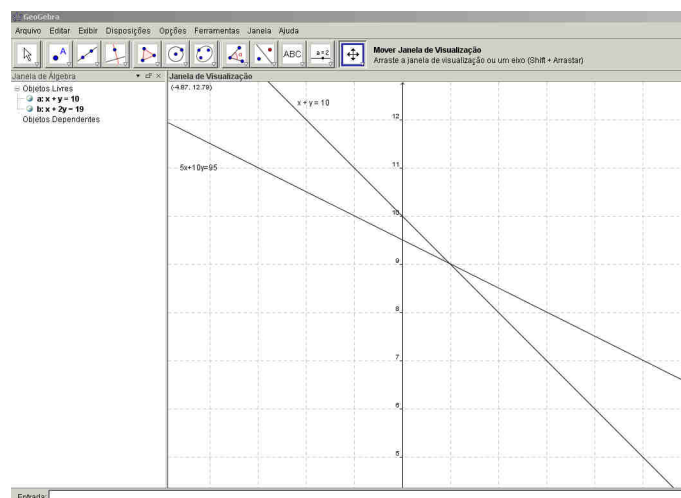 GeoGebra
Arquivo Editar Exibir Disposições Opções Ferramentas Janela Ajuda
A
ABC
a=2
Mover Janela de Visualização
Arraste a janela de visualização ou um eixo (Shift + Arrastar)
Janela de Álgebra
Janela de Visualização
Objetos Livres
a: x + y = 10
b: x + 2y = 19
Objetos Dependentes
(-4.87, 12.79)
x + y = 10
5x+10y=95
12
11
10
9
8
7
6
5
Entrada: